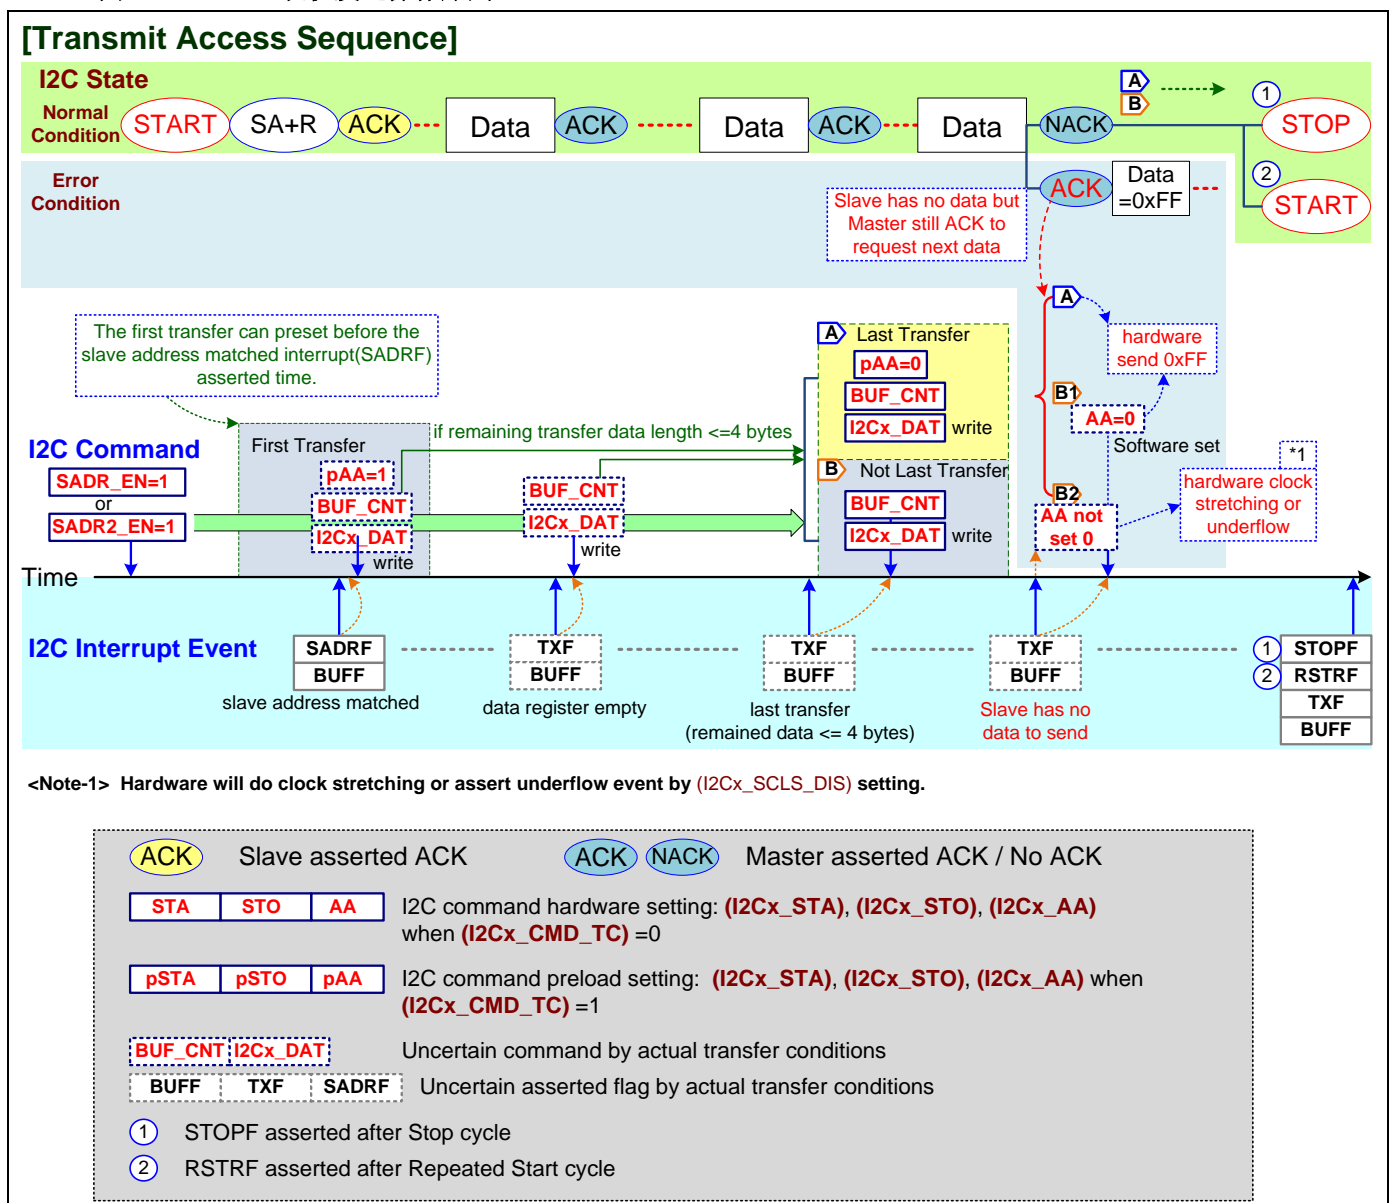 [Transmit Access Sequence]
I2C State
Normal
Condition
START
SA+R
ACK
Data
ACK
Data
ACK
Data
NACK
A
B
1
STOP
Error
Condition
Slave has no data but
Master still ACK to
request next data
ACK
Data
=0xFF
2
START
The first transfer can preset before the
slave address matched interrupt(SADRF)
asserted time.
A
Last Transfer
pAA=0
BUF_CNT
I2Cx_DAT write
A
hardware
send 0xFF
B1
AA=0
Software set
I2C Command
SADR_EN=1
or
SADR2_EN=1
First Transfer
pAA=1
BUF_CNT
I2Cx_DAT
write
if remaining transfer data length <=4 bytes
BUF_CNT
I2Cx_DAT
write
B
Not Last Transfer
BUF_CNT
I2Cx_DAT write
B2
AA not
set 0
*1
hardware clock
stretching or
underflow
Time
I2C Interrupt Event
SADRF
BUFF
slave address matched
TXF
BUFF
data register empty
TXF
BUFF
last transfer
(remained data <= 4 bytes)
TXF
BUFF
Slave has no
data to send
1 STOPF
2 RSTRF
TXF
BUFF
<Note-1> Hardware will do clock stretching or assert underflow event by (I2Cx_SCLS_DIS) setting.
ACK Slave asserted ACK ACK NACK Master asserted ACK / No ACK
STA STO AA I2C command hardware setting: (I2Cx_STA), (I2Cx_STO), (I2Cx_AA)
when (I2Cx_CMD_TC) =0
pSTA pSTO pAA I2C command preload setting: (I2Cx_STA), (I2Cx_STO), (I2Cx_AA) when
(I2Cx_CMD_TC) =1
BUF_CNT I2Cx_DAT Uncertain command by actual transfer conditions
BUFF TXF SADRF Uncertain asserted flag by actual transfer conditions
1 STOPF asserted after Stop cycle
2 RSTRF asserted after Repeated Start cycle